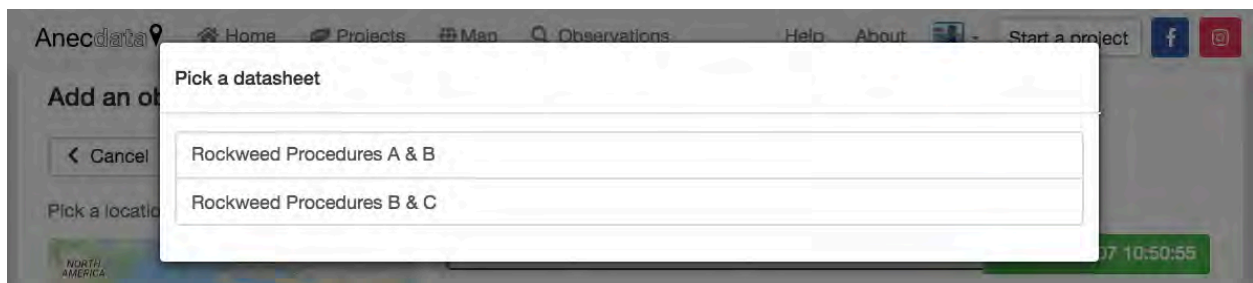 Anecdata Home Projects Map Observations Help About Start a project
Pick a datasheet
Add an ob
Cancel Rockweed Procedures A & B
Rockweed Procedures B & C
Pick a locatio
07 10:50:55
NORTH
AMERICA